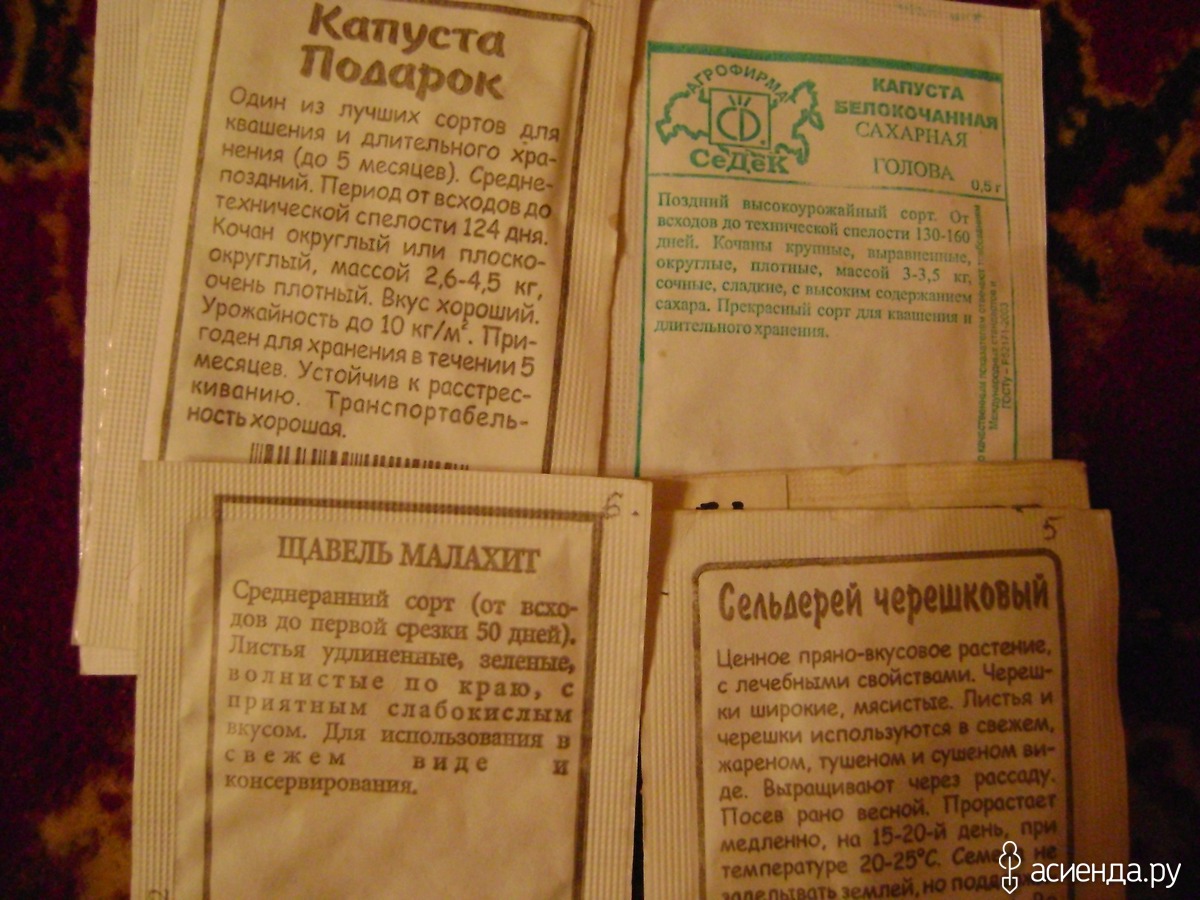 Капуста
Подарок
Один из лучших сортов для
квашения и длительного хра-
нения (до 5 месяцев). Средне-
поздний. Период от всходов до
технической спелости 124 дня.
Кочан округлый или плоско-
округлый, массой 2,6-4,5 кг,
очень плотный. Вкус хороший.
Урожайность до 10 кг/м². При-
годен для хранения в течении 5
месяцев. Устойчив к расстрес-
киванию. Транспортабель-
ность хорошая.
АГРОФИРМА
СеДеК
КАПУСТА
БЕЛОКОЧАННАЯ
САХАРНАЯ
ГОЛОВА
0,5 г
Поздний высокоурожайный сорт. От
всходов до технической спелости 130-160
дней. Кочаны крупные, выравненные,
округлые, плотные, массой 3-3,5 кг,
сочные, сладкие, с высоким содержанием
сахара. Прекрасный сорт для квашения и
длительного хранения.
6.
ЩАВЕЛЬ МАЛАХИТ
Среднеранний сорт (от всхо-
дов до первой срезки 50 дней).
Листья удлиненные, зеленые,
волнистые по краю, с
приятным слабокислым
вкусом. Для использования в
свежем виде и
консервирования.
5
Сельдерей черешковый
Ценное пряно-вкусовое растение,
с лечебными свойствами. Череш-
ки широкие, мясистые. Листья и
черешки используются в свежем,
жареном, тушеном и сушеном ви-
де. Выращивают через рассаду.
Посев рано весной. Прорастает
медленно, на 15-20-й день, при
температуре 20-25°С. не
заделывать землей, но
асиенда.ру